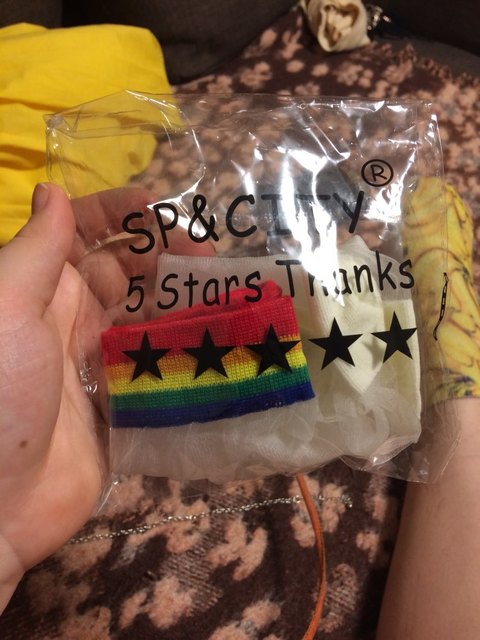 SP&CITY®
5 Stars Thanks
★★★★★